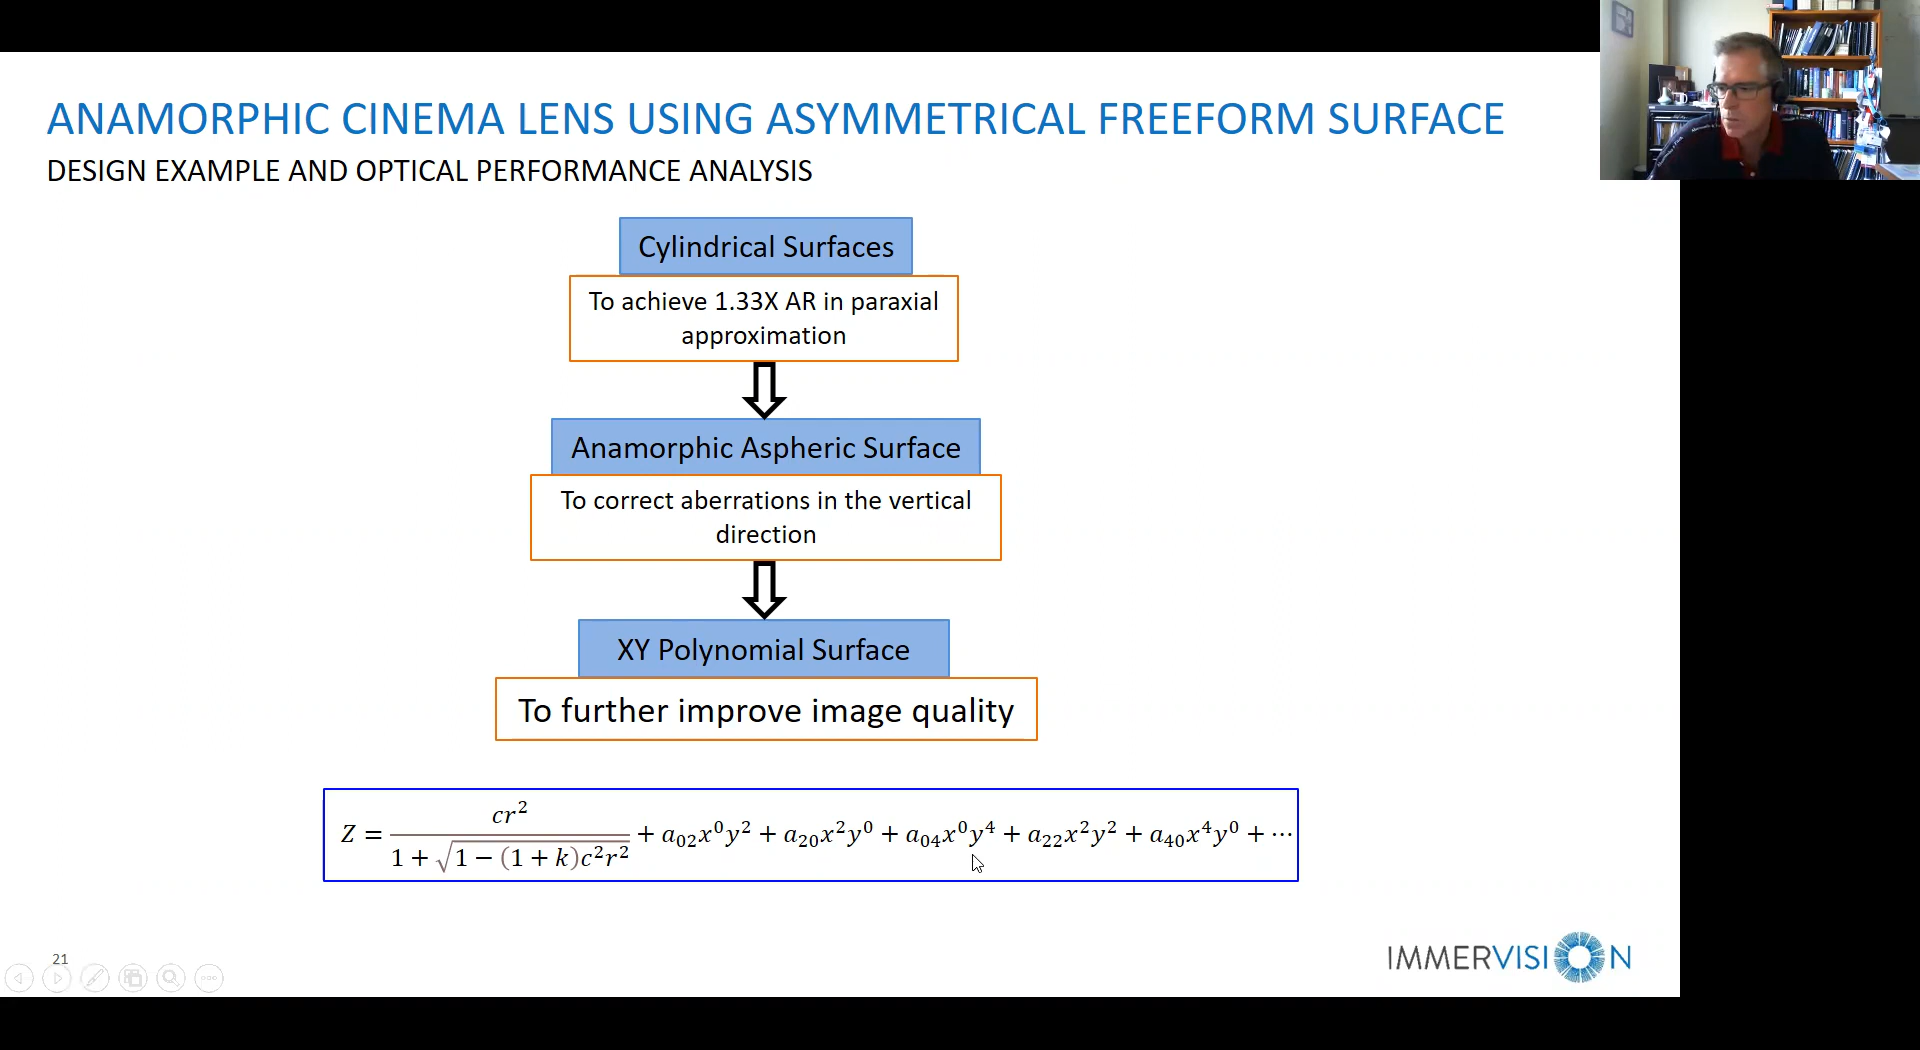 ANAMORPHIC CINEMA LENS USING ASYMMETRICAL FREEFORM SURFACE
DESIGN EXAMPLE AND OPTICAL PERFORMANCE ANALYSIS
Cylindrical Surfaces
To achieve 1.33X AR in paraxial
approximation
Anamorphic Aspheric Surface
To correct aberrations in the vertical
direction
XY Polynomial Surface
To further improve image quality
Z = cr² / (1 + √(1 − (1 + k)c²r²)) + a₀₂x⁰y² + a₂₀x²y⁰ + a₀₄x⁰y⁴ + a₂₂x²y² + a₄₀x⁴y⁰ + ⋯
21
IMMERVISION